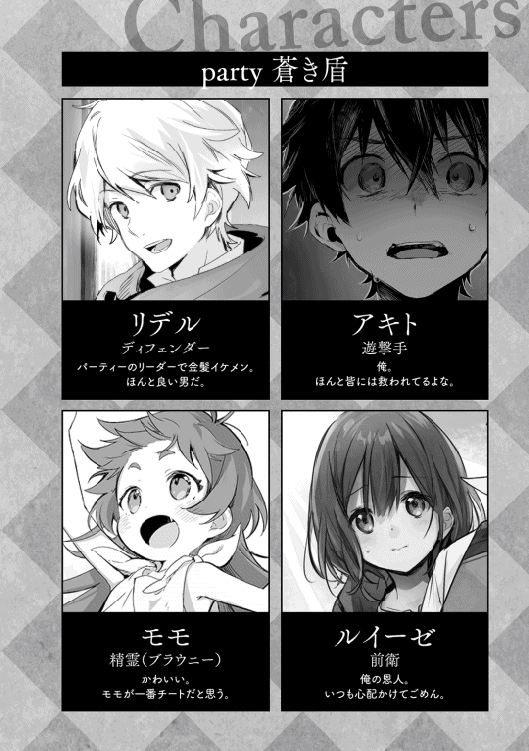 Characters
party 蒼き盾
リデル
ディフェンダー
パーティーのリーダーで金髪イケメン。
ほんと良い男だ。
アキト
遊撃手
俺。
ほんと皆には救われてるよな。
モモ
精霊（ブラウニー）
かわいい。
モモが一番チートだと思う。
ルイーゼ
前衛
俺の恩人。
いつも心配かけてごめん。